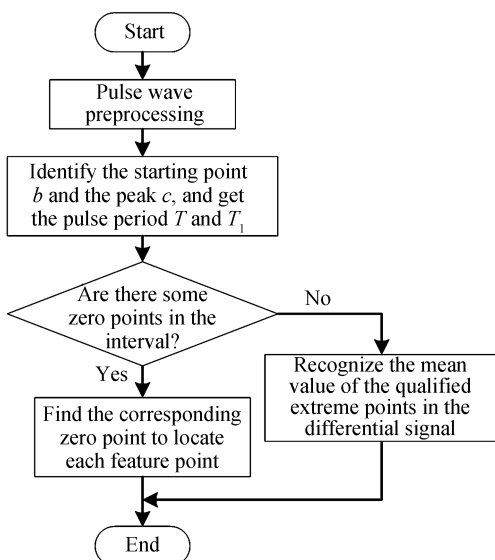 Start
Pulse wave
preprocessing
Identify the starting point
b and the peak c, and get
the pulse period T and T₁
Are there some
zero points in the
interval?
No
Yes
Recognize the mean
value of the qualified
extreme points in the
differential signal
Find the corresponding
zero point to locate
each feature point
End